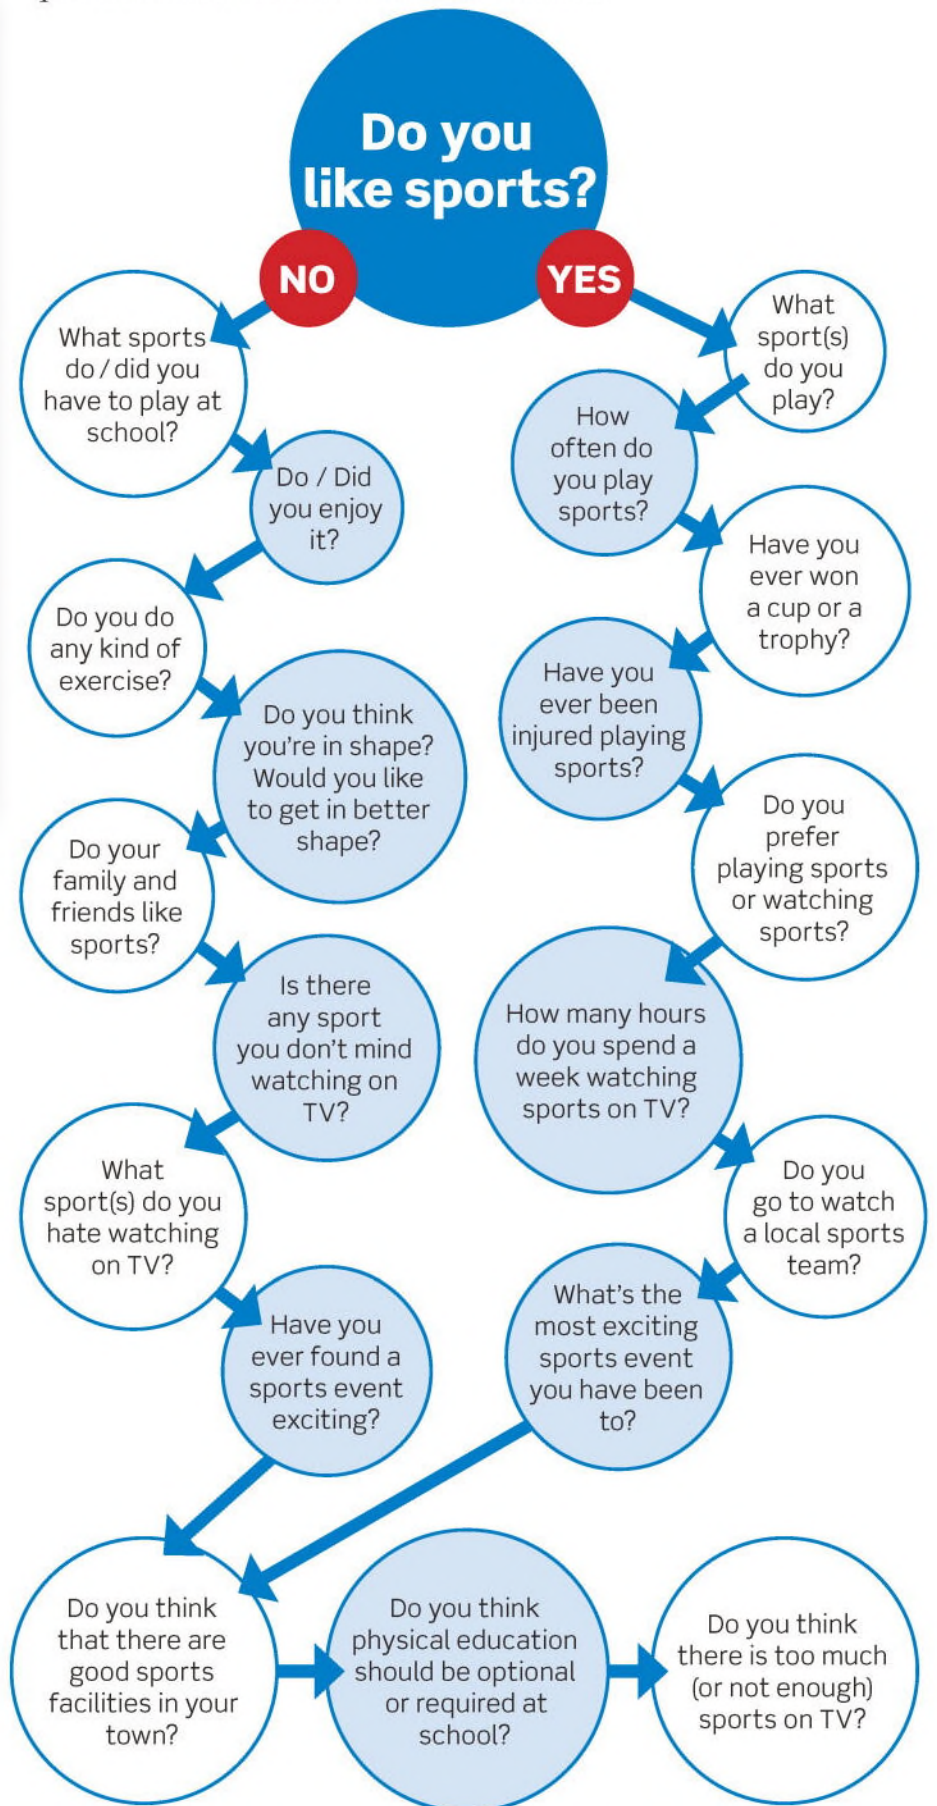 Do you
like sports?
NO
YES
What sports
do / did you
have to play at
school?
Do / Did
you enjoy
it?
Do you do
any kind of
exercise?
Do you think
you're in shape?
Would you like
to get in better
shape?
Do your
family and
friends like
sports?
Is there
any sport
you don't mind
watching on
TV?
What
sport(s) do you
hate watching
on TV?
Have you
ever found a
sports event
exciting?
What
sport(s)
do you
play?
How
often do
you play
sports?
Have you
ever won
a cup or a
trophy?
Have you
ever been
injured playing
sports?
Do you
prefer
playing sports
or watching
sports?
How many hours
do you spend a
week watching
sports on TV?
Do you
go to watch
a local sports
team?
What's the
most exciting
sports event
you have been
to?
Do you think
that there are
good sports
facilities in your
town?
Do you think
physical education
should be optional
or required at
school?
Do you think
there is too much
(or not enough)
sports on TV?